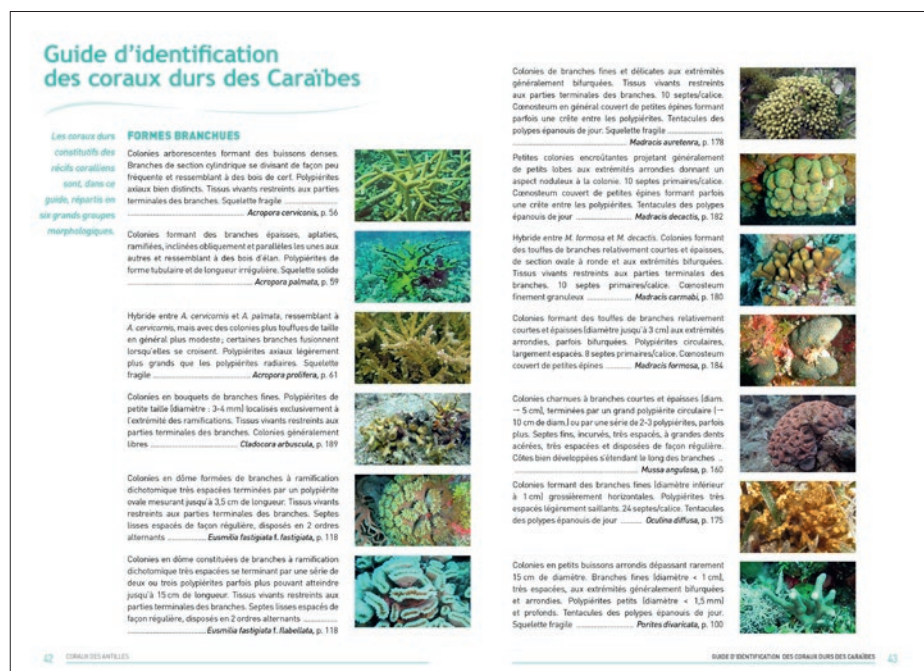 Guide d'identification
des coraux durs des Caraïbes
Les coraux durs
constitutifs des
récifs coralliens
sont, dans ce
guide, répartis en
six grands groupes
morphologiques.
FORMES BRANCHUES
Colonies arborescentes formant des buissons denses.
Branches de section cylindrique se divisant de façon peu
fréquente et ressemblant à des bois de cerf. Polypiérites
axiaux bien distincts. Tissus vivants restreints aux parties
terminales des branches. Squelette fragile ....................
.................................................. Acropora cervicornis, p. 56
Colonies formant des branches épaisses, aplaties,
ramifiées, inclinées obliquement et parallèles les unes aux
autres et ressemblant à des bois d'élan. Polypiérites de
forme tubulaire et de longueur irrégulière. Squelette solide
.................................................. Acropora palmata, p. 59
Hybride entre A. cervicornis et A. palmata, ressemblant à
A. cervicornis, mais avec des colonies plus touffues de taille
en général plus modeste; certaines branches fusionnent
lorsqu'elles se croisent. Polypiérites axiaux légèrement
plus grands que les polypiérites radiaires. Squelette
fragile .................................. Acropora prolifera, p. 61
Colonies en bouquets de branches fines. Polypiérites de
petite taille (diamètre : 3-4 mm) localisés exclusivement à
l'extrémité des ramifications. Tissus vivants restreints aux
parties terminales des branches. Colonies généralement
libres ............................ Cladocora arbuscula, p. 189
Colonies en dôme formées de branches à ramification
dichotomique très espacées terminées par un polypiérite
ovale mesurant jusqu'à 3,5 cm de longueur. Tissus vivants
restreints aux parties terminales des branches. Septes
lisses espacés de façon régulière, disposés en 2 ordres
alternants .................. Eusmilia fastigiata f. fastigiata, p. 118
Colonies en dôme constituées de branches à ramification
dichotomique très espacées se terminant par une série de
deux ou trois polypiérites parfois plus pouvant atteindre
jusqu'à 15 cm de longueur. Tissus vivants restreints aux
parties terminales des branches. Septes lisses espacés de
façon régulière, disposés en 2 ordres alternants ............
........................ Eusmilia fastigiata f. flabellata, p. 118
42 CORAUX DES ANTILLES
Colonies de branches fines et délicates aux extrémités
généralement bifurquées. Tissus vivants restreints
aux parties terminales des branches. 10 septes/calice.
Cœnosteum en général couvert de petites épines formant
parfois une crête entre les polypiérites. Tentacules des
polypes épanouis de jour. Squelette fragile ..................
.................................................. Madracis auretenra, p. 178
Petites colonies encroûtantes projetant généralement
de petits lobes aux extrémités arrondies donnant un
aspect noduleux à la colonie. 10 septes primaires/calice.
Cœnosteum couvert de petites épines formant parfois
une crête entre les polypiérites. Tentacules des polypes
épanouis de jour ................ Madracis decactis, p. 182
Hybride entre M. formosa et M. decactis. Colonies formant
des touffes de branches relativement courtes et épaisses,
de section ovale à ronde et aux extrémités bifurquées.
Tissus vivants restreints aux parties terminales des
branches. 10 septes primaires/calice. Cœnosteum
finement granuleux ............ Madracis carmabi, p. 180
Colonies formant des touffes de branches relativement
courtes et épaisses (diamètre jusqu'à 3 cm) aux extrémités
arrondies, parfois bifurquées. Polypiérites circulaires,
largement espacés. 8 septes primaires/calice. Cœnosteum
couvert de petites épines ............ Madracis formosa, p. 184
Colonies charnues à branches courtes et épaisses (diam.
→ 5 cm), terminées par un grand polypiérite circulaire (→
10 cm de diam.) ou par une série de 2-3 polypiérites, parfois
plus. Septes fins, incurvés, très espacés, à grandes dents
acérées, très espacés et disposés de façon régulière.
Côtes bien développées s'étendant le long des branches ..
.................................................. Mussa angulosa, p. 160
Colonies formant des branches fines (diamètre inférieur
à 1 cm) grossièrement horizontales. Polypiérites très
espacés légèrement saillants. 24 septes/calice. Tentacules
des polypes épanouis de jour .......... Oculina diffusa, p. 175
Colonies en petits buissons arrondis dépassant rarement
15 cm de diamètre. Branches fines (diamètre < 1 cm),
très espacées, aux extrémités généralement bifurquées
et arrondies. Polypiérites petits (diamètre < 1,5 mm)
et profonds. Tentacules des polypes épanouis de jour.
Squelette fragile .................. Porites divaricata, p. 100
GUIDE D'IDENTIFICATION DES CORAUX DURS DES CARAÏBES 43